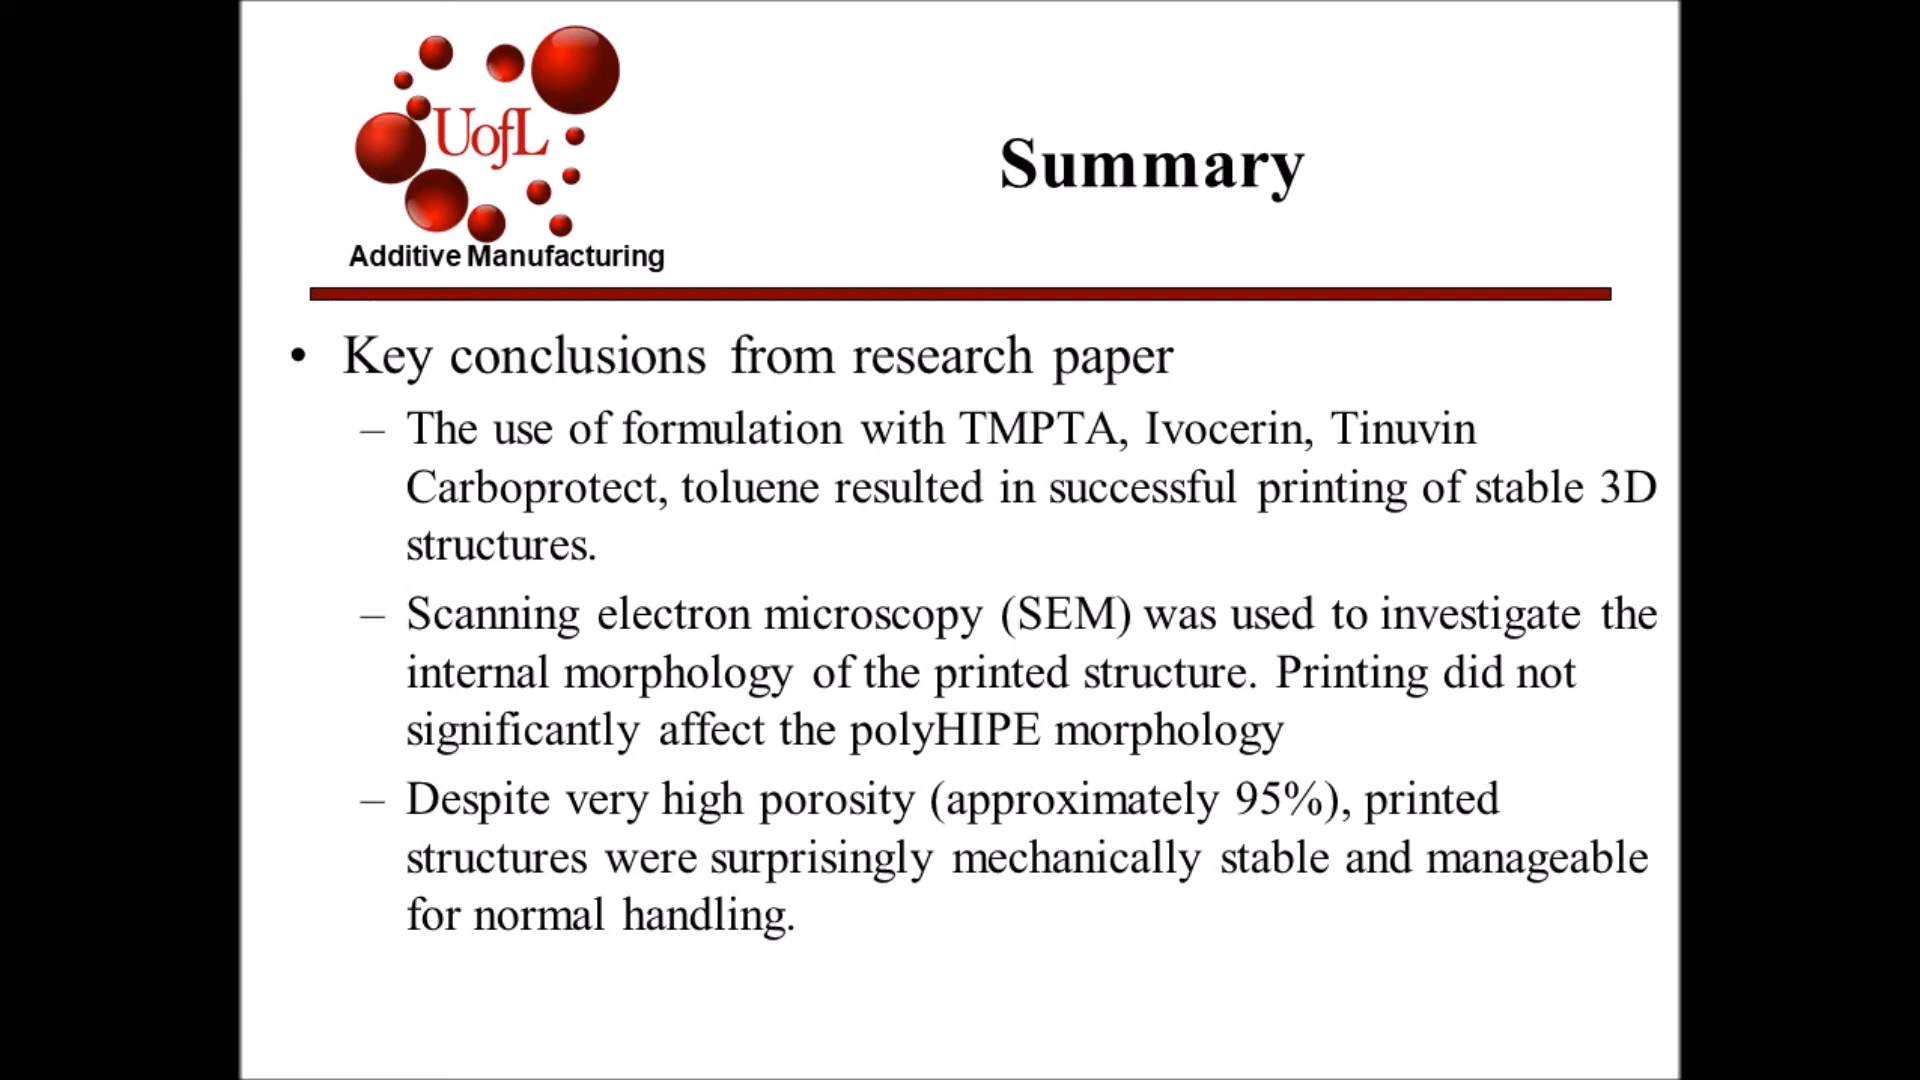 UofL
Additive Manufacturing
Summary
• Key conclusions from research paper
– The use of formulation with TMPTA, Ivocerin, Tinuvin
Carboprotect, toluene resulted in successful printing of stable 3D
structures.
– Scanning electron microscopy (SEM) was used to investigate the
internal morphology of the printed structure. Printing did not
significantly affect the polyHIPE morphology
– Despite very high porosity (approximately 95%), printed
structures were surprisingly mechanically stable and manageable
for normal handling.